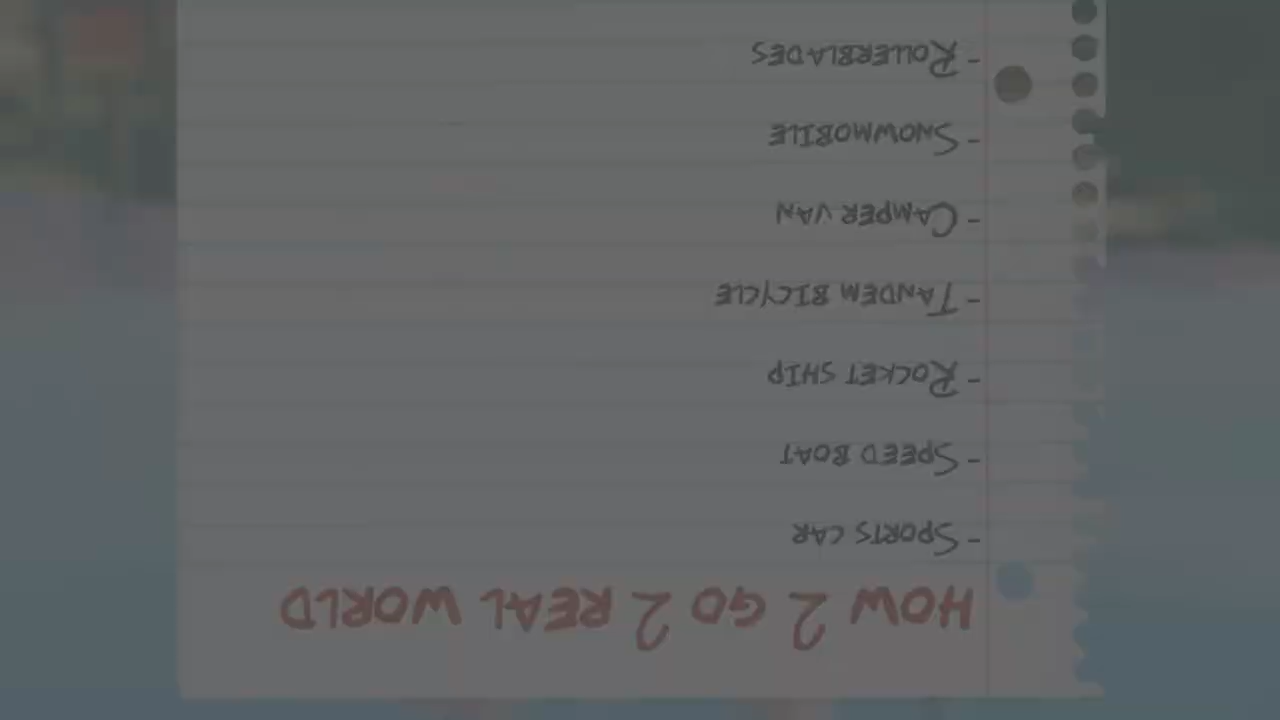 HOW 2 GO 2 REAL WORLD
- SPORTS CAR
- SPEED BOAT
- ROCKET SHIP
- TANDEM BICYCLE
- CAMPER VAN
- SNOWMOBILE
- ROLLERBLADES